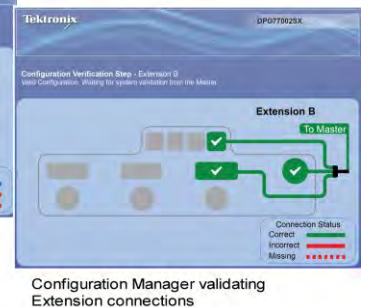 Tektronix
DPO77002SX
Configuration Verification Step - Extension B
Valid Configuration. Waiting for system validation from the Master
Extension B
To Master
Connection Status
Correct
Incorrect
Missing
Configuration Manager validating
Extension connections